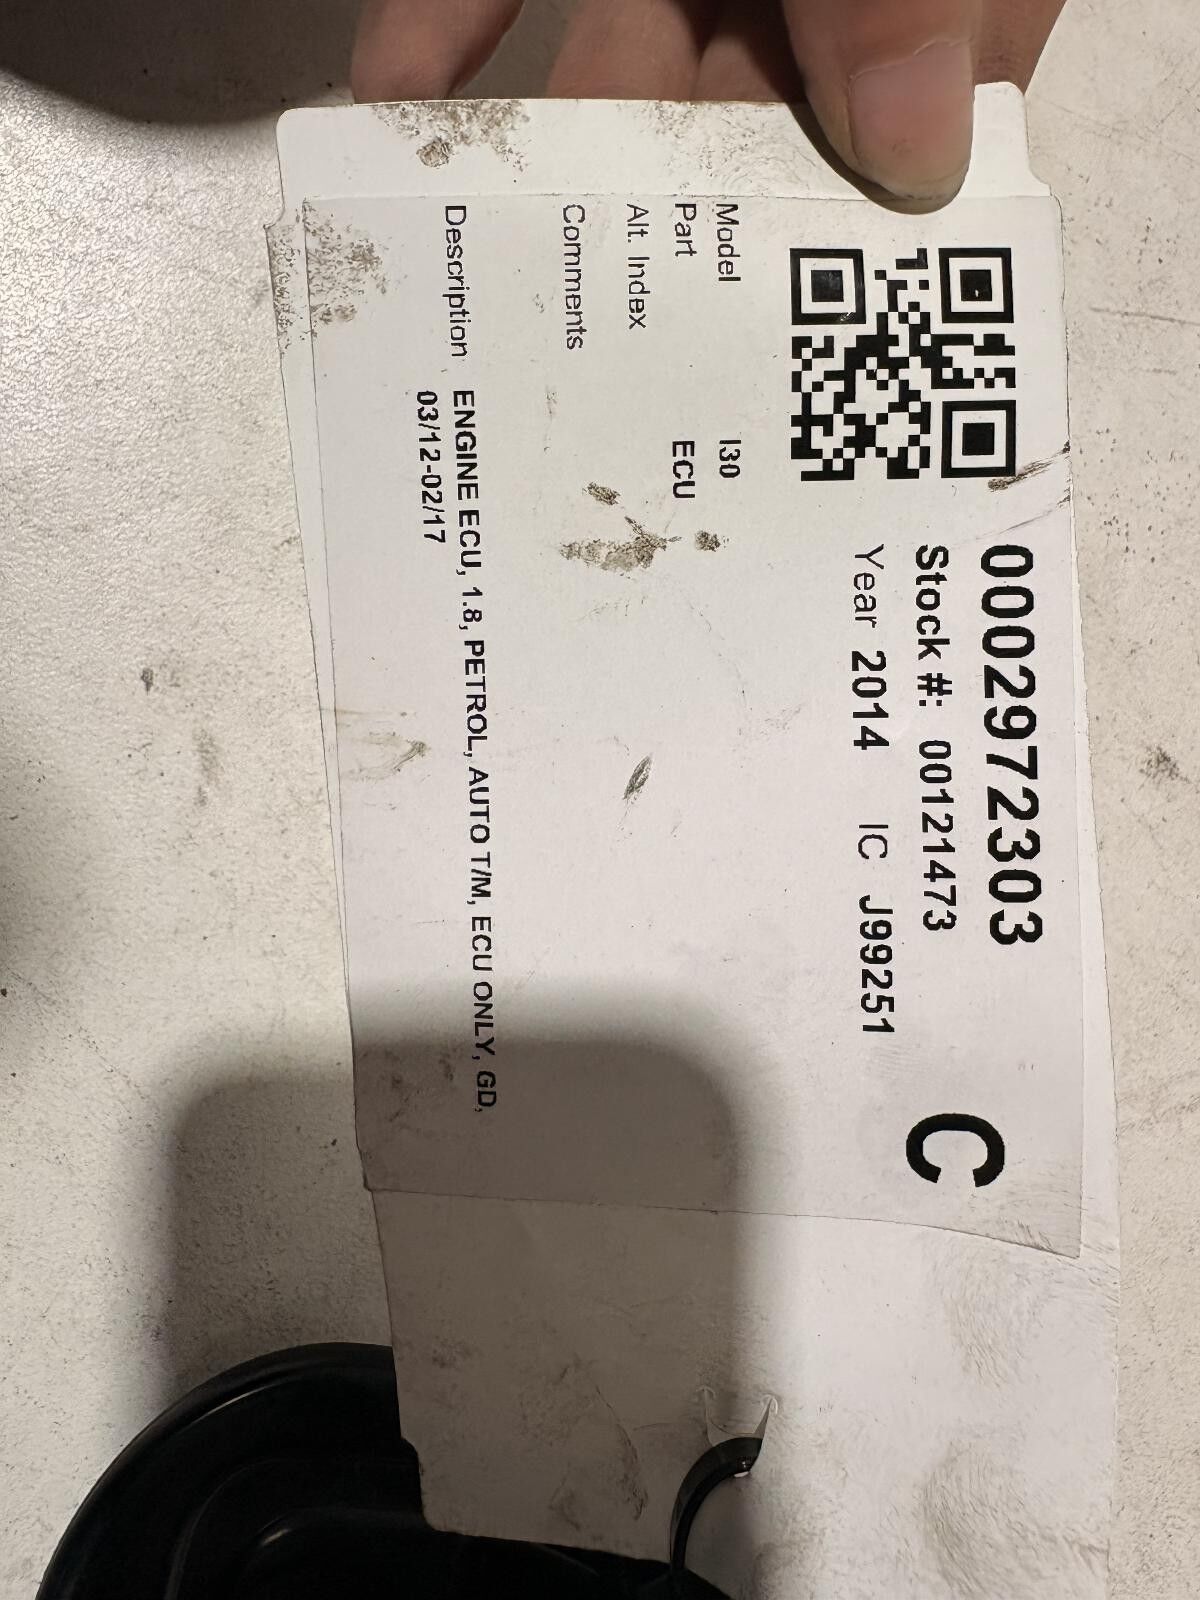 0002972303
Stock #: 00121473
Year 2014 IC J99251
C
Model I30
Part ECU
Alt. Index
Comments
Description ENGINE ECU, 1.8, PETROL, AUTO T/M, ECU ONLY, GD,
03/12-02/17